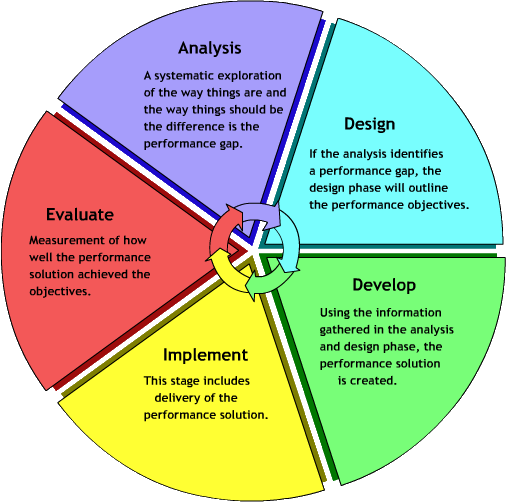 Analysis
A systematic exploration
of the way things are and
the way things should be
the difference is the
performance gap.
Design
If the analysis identifies
a performance gap, the
design phase will outline
the performance objectives.
Develop
Using the information
gathered in the analysis
and design phase, the
performance solution
is created.
Implement
This stage includes
delivery of the
performance solution.
Evaluate
Measurement of how
well the performance
solution achieved the
objectives.